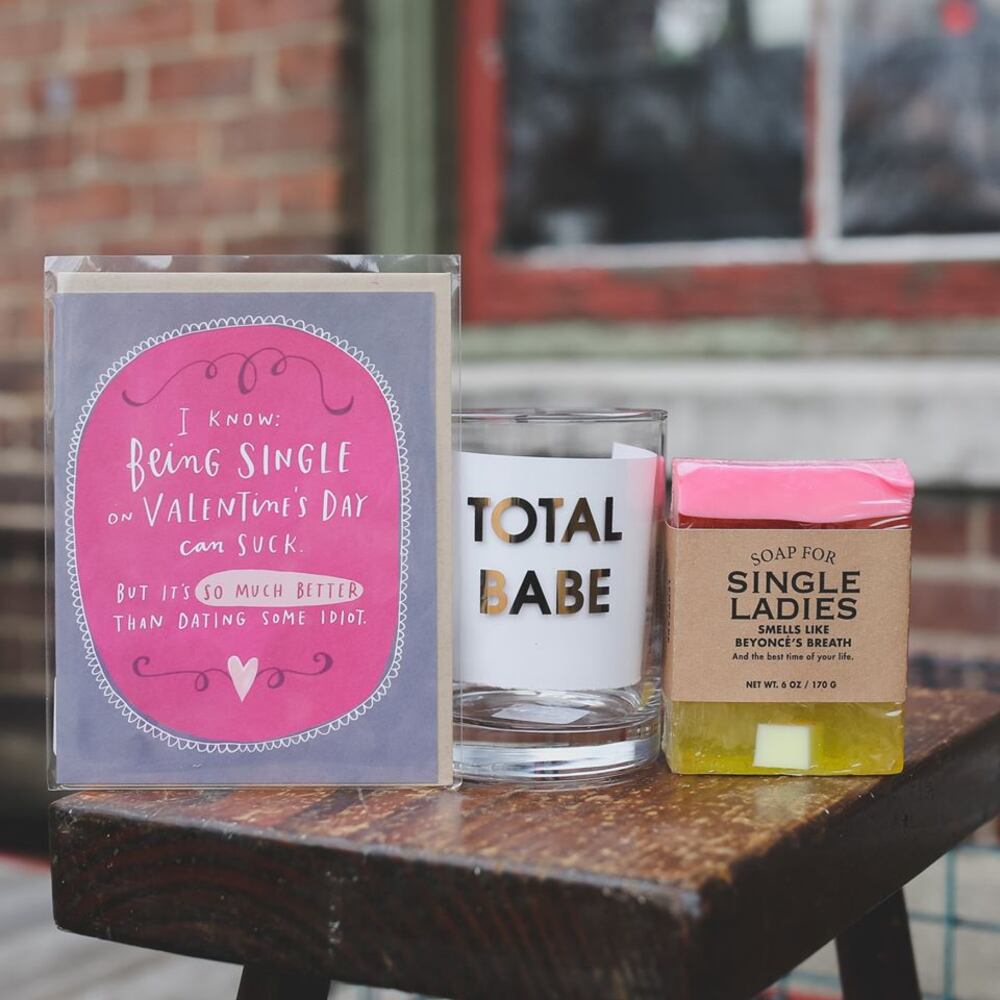 I KNOW:
BEING SINGLE
ON VALENTINE'S DAY
can SUCK.
BUT IT'S SO MUCH BETTER
THAN DATING SOME IDIOT.
TOTAL
BABE
SOAP FOR
SINGLE
LADIES
SMELLS LIKE
BEYONCÉ'S BREATH
And the best time of your life.
NET WT. 6 OZ / 170 G